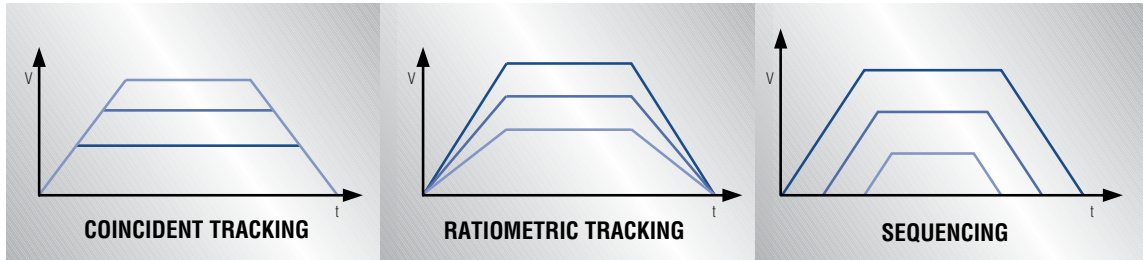 V
t
COINCIDENT TRACKING
V
t
RATIOMETRIC TRACKING
V
t
SEQUENCING